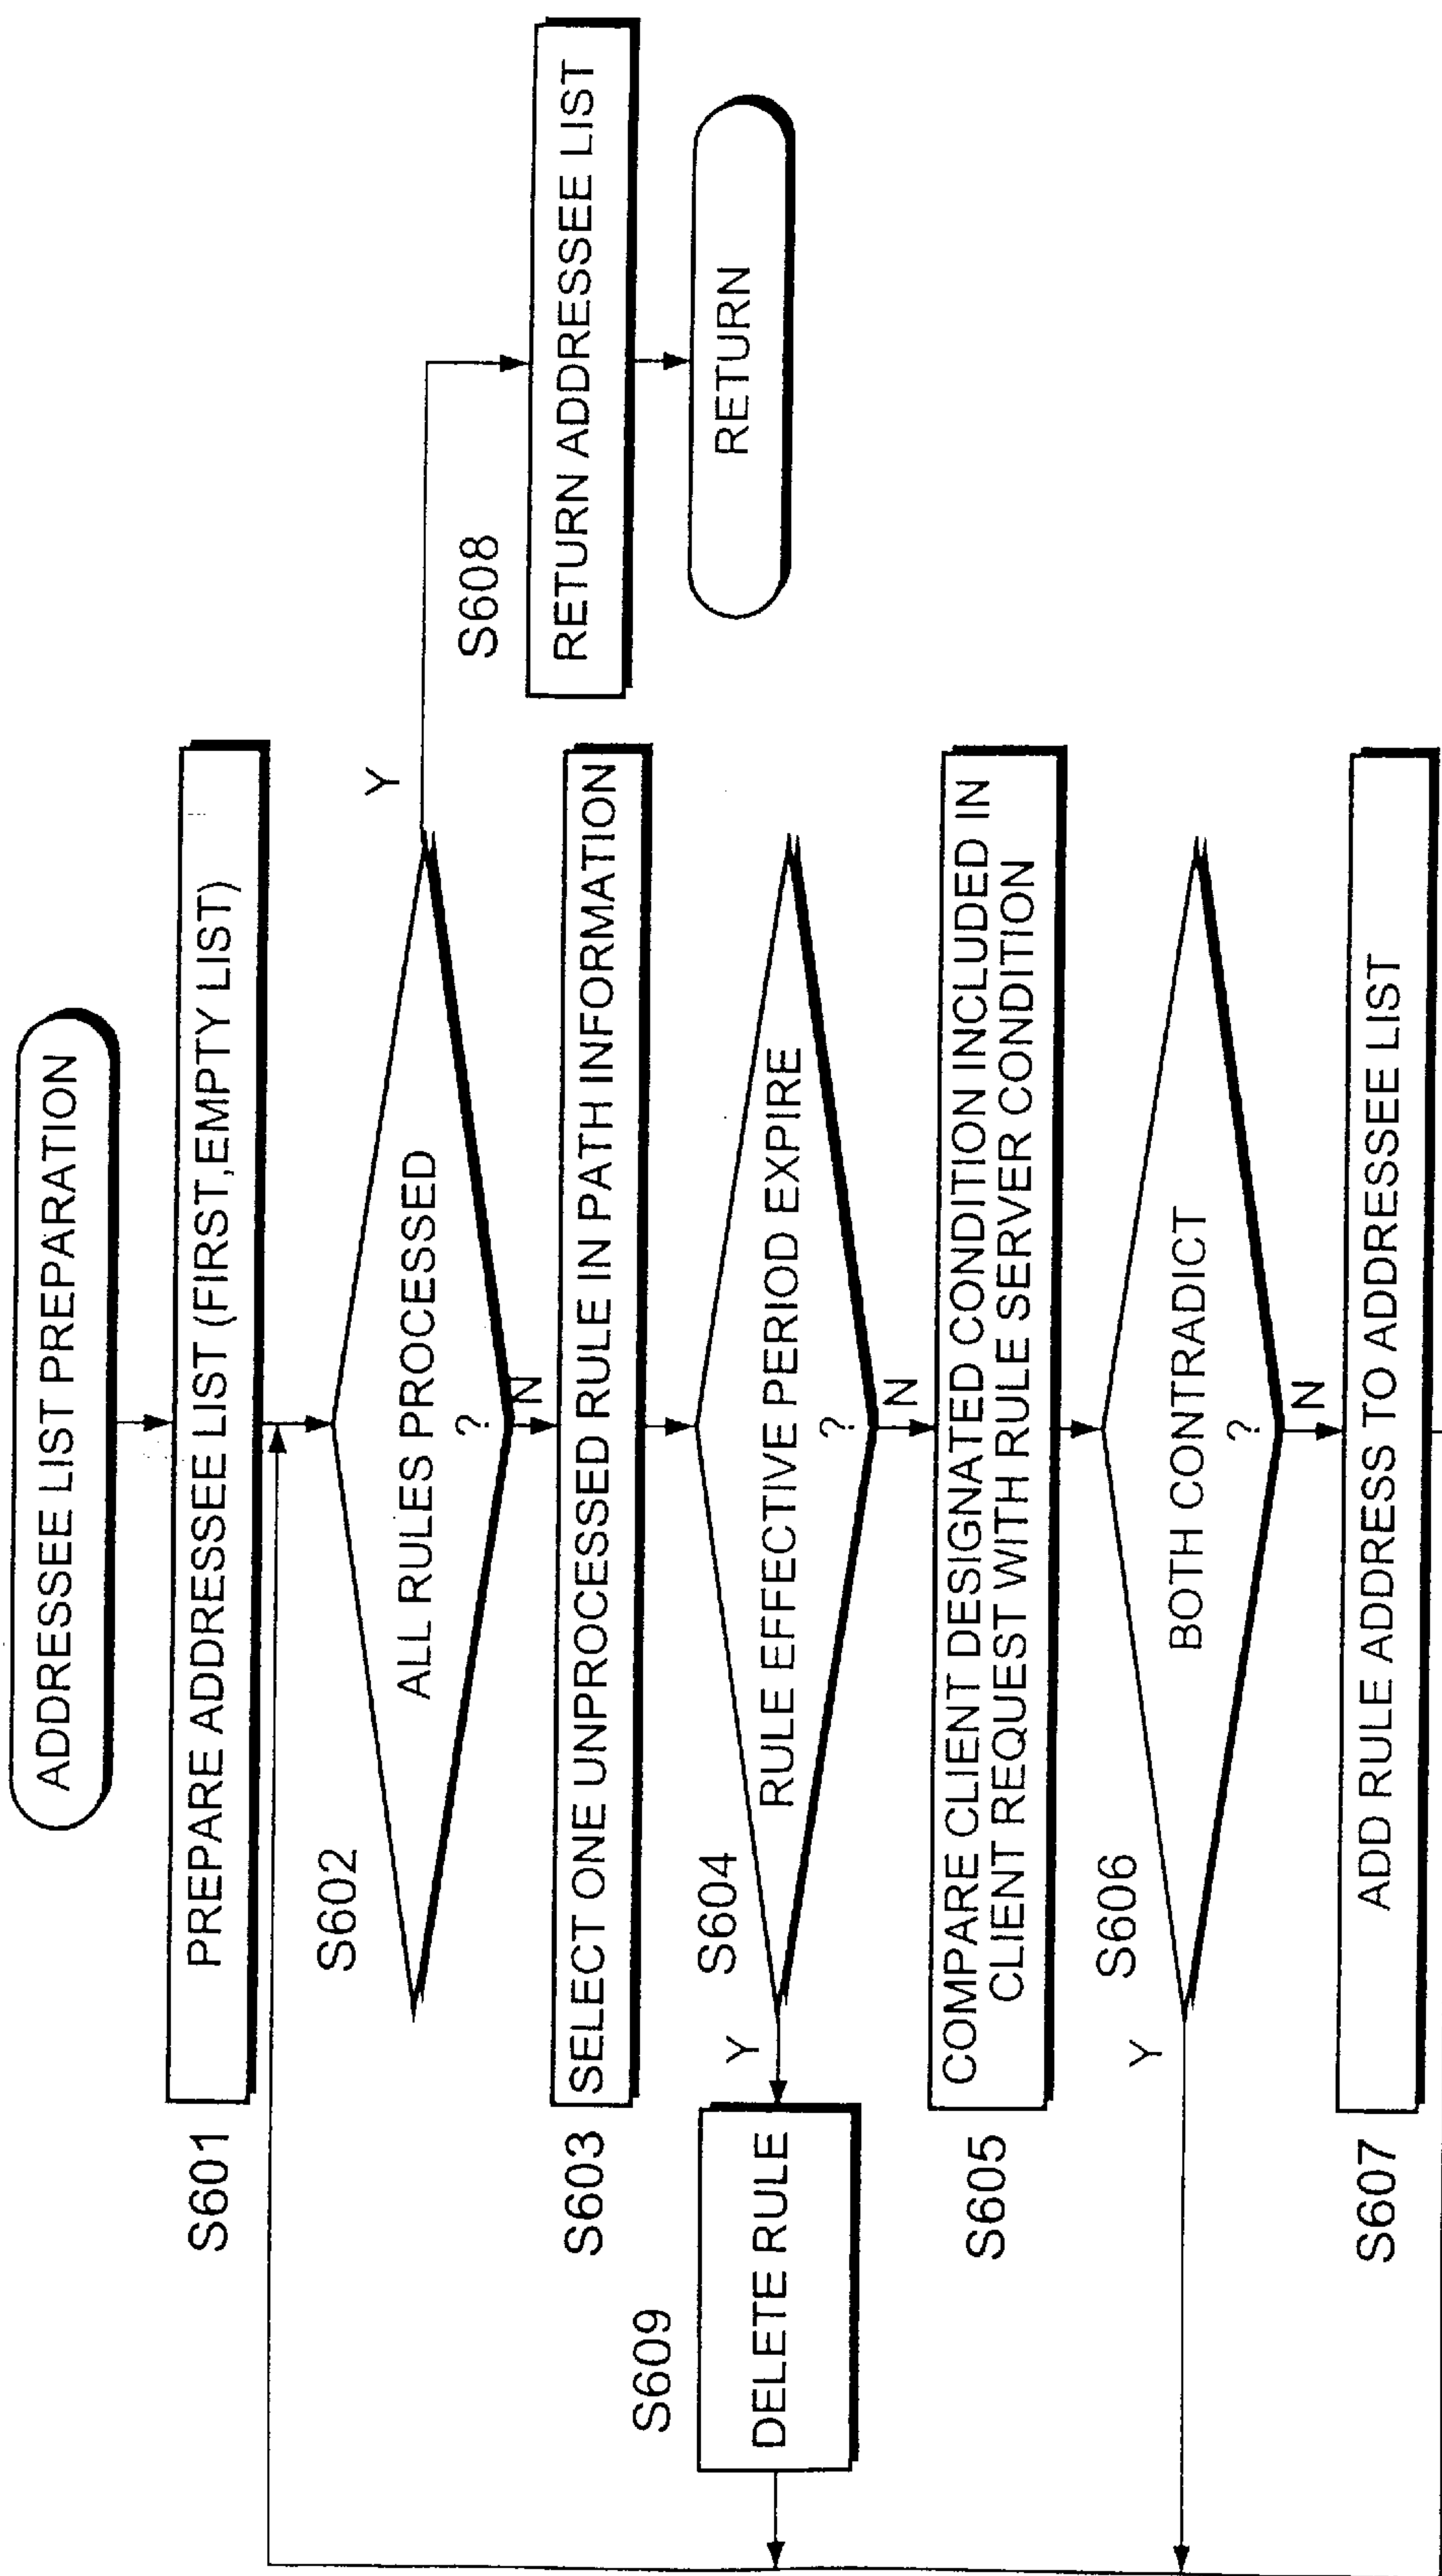 ADDRESSEE LIST PREPARATION
S601
PREPARE ADDRESSEE LIST (FIRST,EMPTY LIST)
S602
ALL RULES PROCESSED
?
Y
N
S608
RETURN ADDRESSEE LIST
RETURN
S603
SELECT ONE UNPROCESSED RULE IN PATH INFORMATION
S604
RULE EFFECTIVE PERIOD EXPIRE
?
Y
N
S609
DELETE RULE
S605
COMPARE CLIENT DESIGNATED CONDITION INCLUDED IN
CLIENT REQUEST WITH RULE SERVER CONDITION
S606
BOTH CONTRADICT
?
Y
N
S607
ADD RULE ADDRESS TO ADDRESSEE LIST